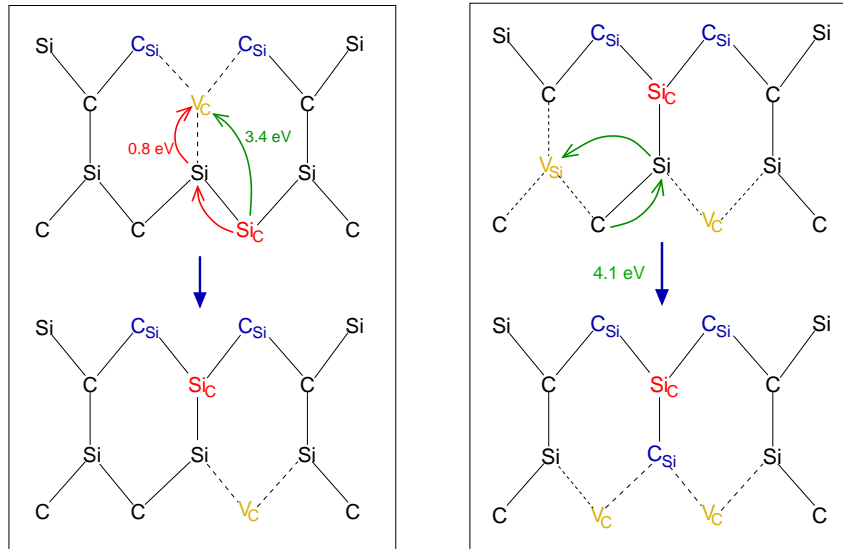 Si C_Si C_Si Si
C V_C C
0.8 eV 3.4 eV
Si Si Si
C C Si_C C
Si C_Si C_Si Si
C Si_C C
Si Si Si
C C V_C C
Si C_Si C_Si Si
C Si_C C
V_Si Si Si
C C V_C C
4.1 eV
Si C_Si C_Si Si
C Si_C C
Si C_Si Si
C V_C V_C C